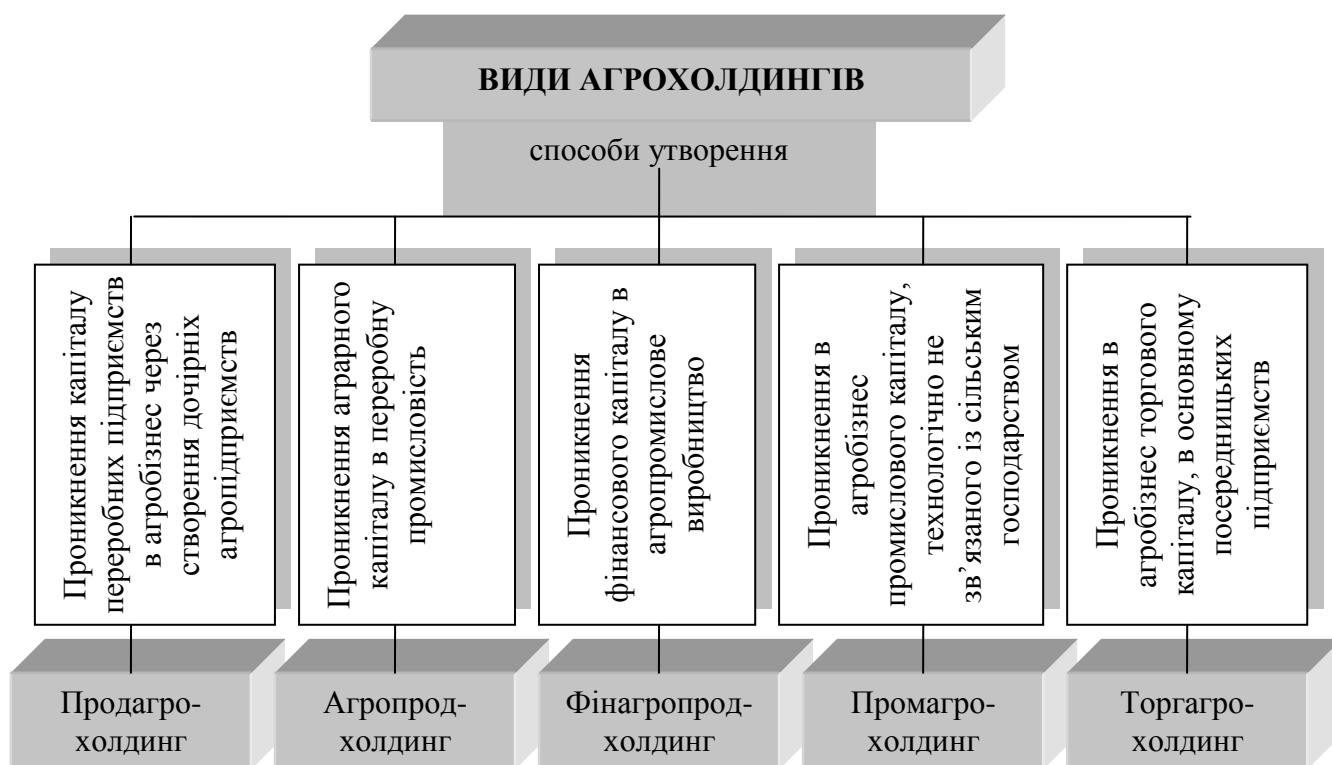 ВИДИ АГРОХОЛДИНГІВ
способи утворення
Проникнення капіталу
переробних підприємств
в агробізнес через
створення дочірніх
агропідприємств
Проникнення аграрного
капіталу в переробну
промисловість
Проникнення
фінансового капіталу в
агропромислове
виробництво
Проникнення в
агробізнес
промислового капіталу,
технологічно не
зв’язаного із сільським
господарством
Проникнення в
агробізнес торгового
капіталу, в основному
посередницьких
підприємств
Продагро-
холдинг
Агропрод-
холдинг
Фінагропрод-
холдинг
Промагро-
холдинг
Торгагро-
холдинг